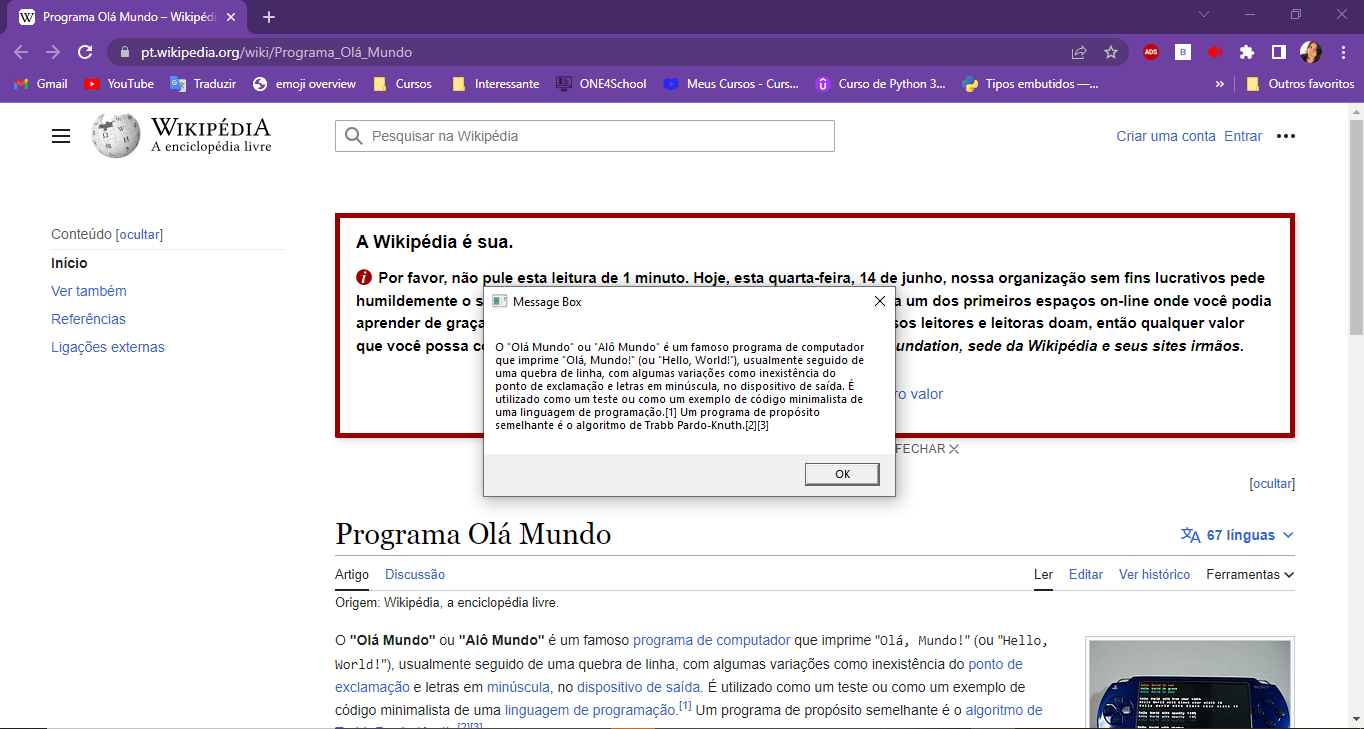 Programa Olá Mundo – Wikipédi
pt.wikipedia.org/wiki/Programa_Olá_Mundo
ADS
B
Gmail
YouTube
Traduzir
emoji overview
Cursos
Interessante
ONE4School
Meus Cursos - Curs...
Curso de Python 3...
Tipos embutidos —...
»
Outros favoritos
WIKIPÉDIA
A enciclopédia livre
Pesquisar na Wikipédia
Criar uma conta Entrar
Conteúdo [ocultar]
Início
Ver também
Referências
Ligações externas
A Wikipédia é sua.
Por favor, não pule esta leitura de 1 minuto. Hoje, esta quarta-feira, 14 de junho, nossa organização sem fins lucrativos pede
humildemente o s
a um dos primeiros espaços on-line onde você podia
aprender de graça
sos leitores e leitoras doam, então qualquer valor
que você possa co
undation, sede da Wikipédia e seus sites irmãos.
ro valor
FECHAR
Message Box
O "Olá Mundo" ou "Alô Mundo" é um famoso programa de computador
que imprime "Olá, Mundo!" (ou "Hello, World!"), usualmente seguido de
uma quebra de linha, com algumas variações como inexistência do
ponto de exclamação e letras em minúscula, no dispositivo de saída. É
utilizado como um teste ou como um exemplo de código minimalista de
uma linguagem de programação.[1] Um programa de propósito
semelhante é o algoritmo de Trabb Pardo-Knuth.[2][3]
OK
[ocultar]
Programa Olá Mundo
67 línguas
Artigo Discussão
Ler Editar Ver histórico Ferramentas
Origem: Wikipédia, a enciclopédia livre.
O "Olá Mundo" ou "Alô Mundo" é um famoso programa de computador que imprime "Olá, Mundo!" (ou "Hello,
World!"), usualmente seguido de uma quebra de linha, com algumas variações como inexistência do ponto de
exclamação e letras em minúscula, no dispositivo de saída. É utilizado como um teste ou como um exemplo de
código minimalista de uma linguagem de programação.[1] Um programa de propósito semelhante é o algoritmo de
SONY